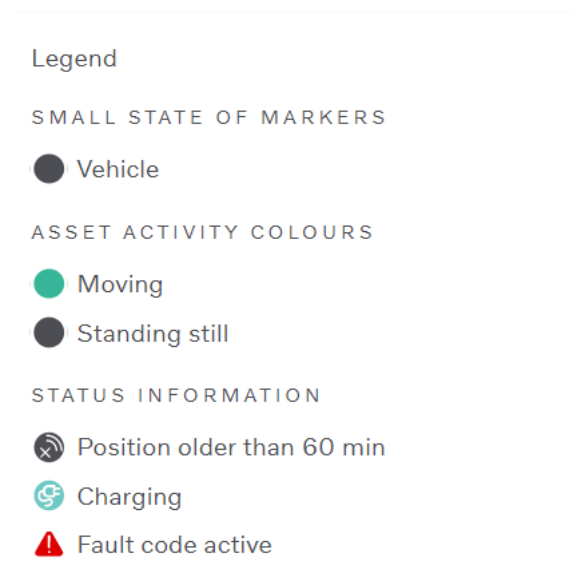 Legend
SMALL STATE OF MARKERS
Vehicle
ASSET ACTIVITY COLOURS
Moving
Standing still
STATUS INFORMATION
Position older than 60 min
Charging
Fault code active